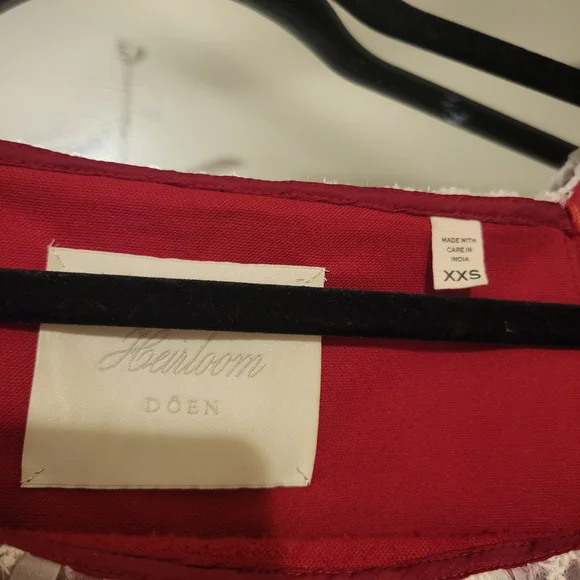 MADE WITH
CARE IN
INDIA
XXS
Heirloom
DÔEN